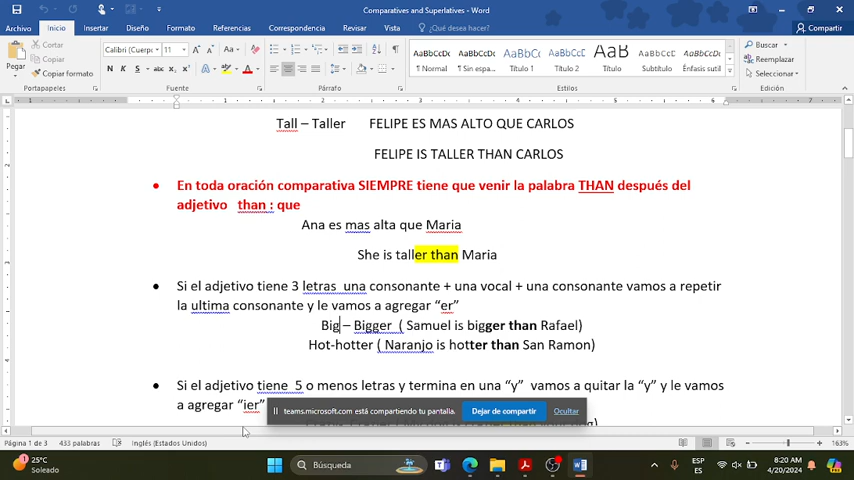 Comparatives and Superlatives - Word
Archivo Inicio Insertar Diseño Formato Referencias Correspondencias Revisar Vista ¿Qué desea hacer? Compartir
Cortar
Copiar
Copiar formato
Pegar
Portapapeles
Calibri (Cuerpo) 11
N K S abc x₂ x²
Fuente
Párrafo
AaBbCcDc AaBbCcDc AaBbCc AaBbCcC AaB AaBbCcC AaBbCcDc
¶ Normal ¶ Sin espa... Título 1 Título 2 Título Subtítulo Énfasis sutil
Estilos
Buscar
Reemplazar
Seleccionar
Edición
Tall – Taller FELIPE ES MAS ALTO QUE CARLOS
FELIPE IS TALLER THAN CARLOS
• En toda oración comparativa SIEMPRE tiene que venir la palabra THAN después del
adjetivo than : que
Ana es mas alta que Maria
She is taller than Maria
• Si el adjetivo tiene 3 letras una consonante + una vocal + una consonante vamos a repetir
la ultima consonante y le vamos a agregar “er”
Big – Bigger ( Samuel is bigger than Rafael)
Hot-hotter ( Naranjo is hotter than San Ramon)
• Si el adjetivo tiene 5 o menos letras y termina en una “y” vamos a quitar la “y” y le vamos
a agregar “ier”
teams.microsoft.com está compartiendo tu pantalla. Dejar de compartir Ocultar
Página 1 de 3 433 palabras Inglés (Estados Unidos) 163%
25°C
Soleado
Búsqueda
ESP
ES
8:20 AM
4/20/2024